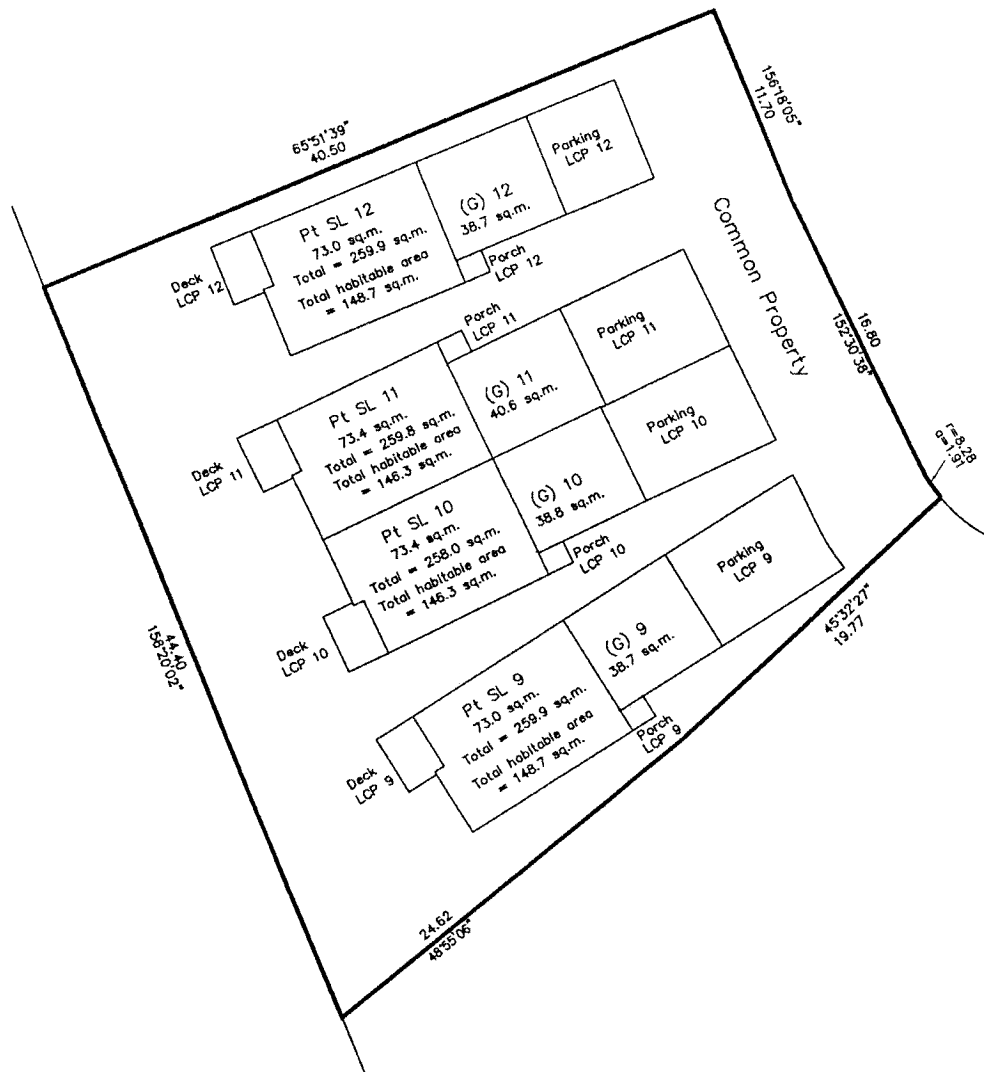 65°51'39"
40.50
156°18'05"
11.70
Parking
LCP 12
(G) 12
38.7 sq.m.
Pt SL 12
73.0 sq.m.
Total = 259.9 sq.m.
Total habitable area
= 148.7 sq.m.
Deck
LCP 12
Porch
LCP 12
Common Property
16.80
152°30'38"
Porch
LCP 11
Parking
LCP 11
(G) 11
40.6 sq.m.
Pt SL 11
73.4 sq.m.
Total = 259.8 sq.m.
Total habitable area
= 146.3 sq.m.
Deck
LCP 11
Parking
LCP 10
r=8.28
a=1.91
(G) 10
38.8 sq.m.
Pt SL 10
73.4 sq.m.
Total = 258.0 sq.m.
Total habitable area
= 146.3 sq.m.
Porch
LCP 10
Deck
LCP 10
44.40
156°20'02"
Parking
LCP 9
45°32'27"
19.77
(G) 9
38.7 sq.m.
Pt SL 9
73.0 sq.m.
Total = 259.9 sq.m.
Total habitable area
= 148.7 sq.m.
Porch
LCP 9
Deck
LCP 9
24.62
48°55'06"